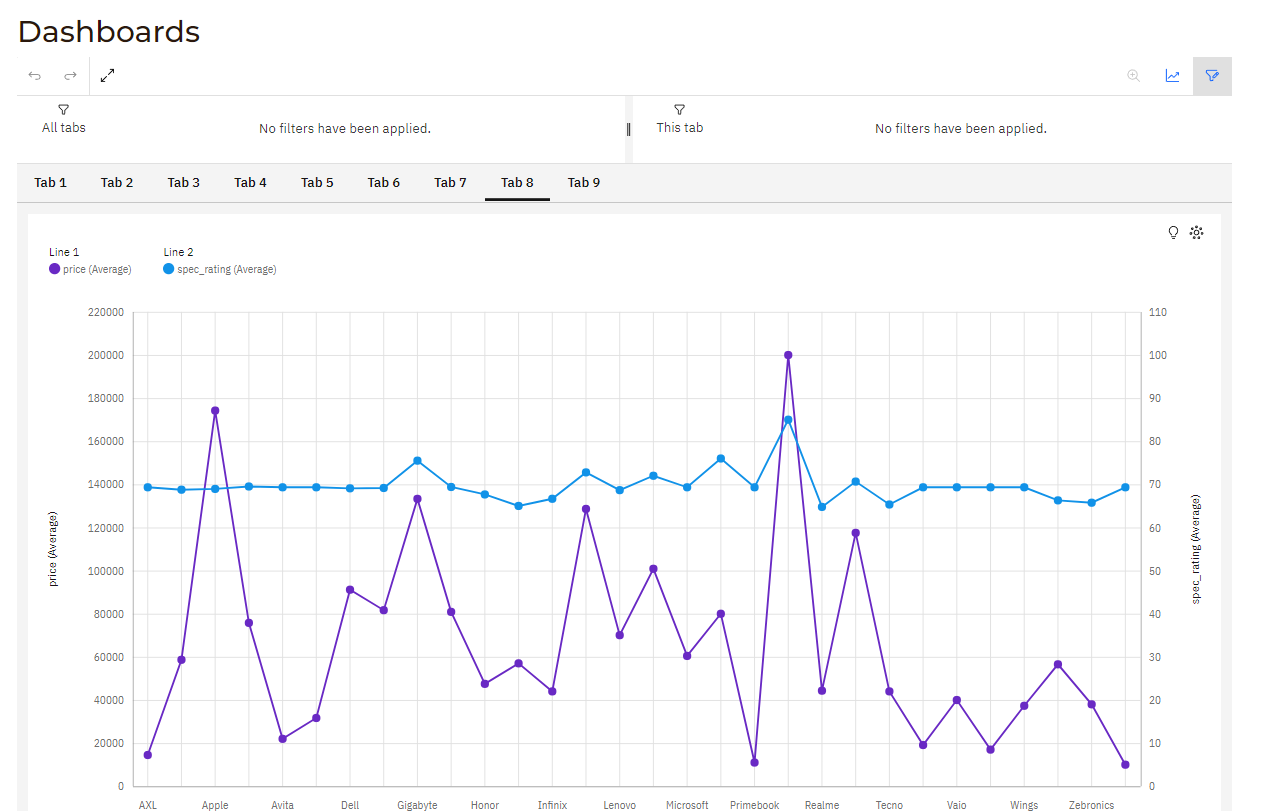 Dashboards
All tabs
No filters have been applied.
This tab
No filters have been applied.
Tab 1 Tab 2 Tab 3 Tab 4 Tab 5 Tab 6 Tab 7 Tab 8 Tab 9
Line 1 Line 2
price (Average) spec_rating (Average)
220000 110
200000 100
180000 90
160000 80
140000 70
120000 60
100000 50
80000 40
60000 30
40000 20
20000 10
0 0
price (Average)
spec_rating (Average)
AXL Apple Avita Dell Gigabyte Honor Infinix Lenovo Microsoft Primebook Realme Tecno Vaio Wings Zebronics